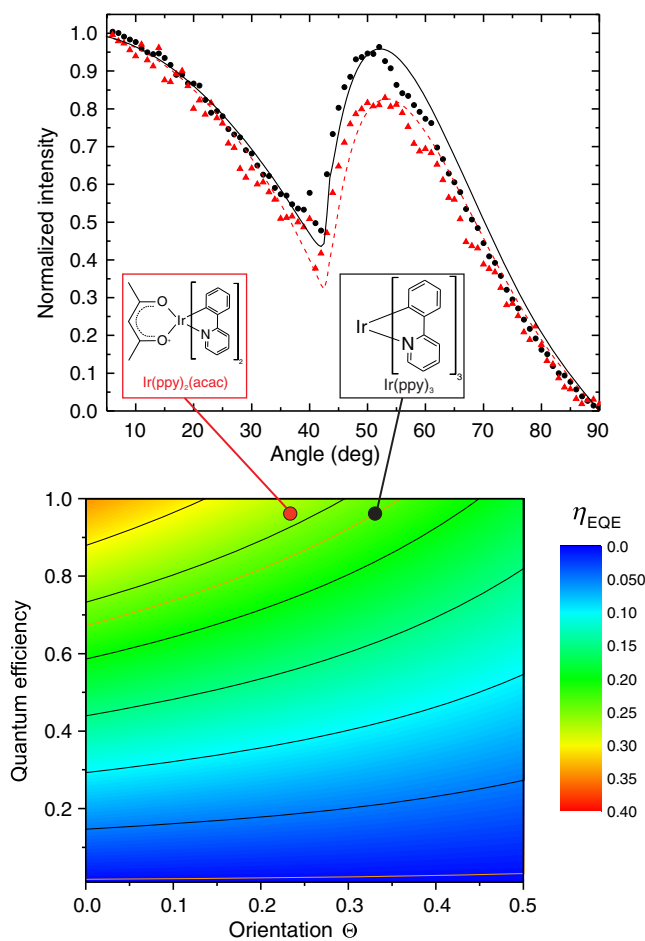 1.0
0.9
0.8
0.7
0.6
0.5
0.4
0.3
0.2
0.1
0.0
Normalized intensity
10 20 30 40 50 60 70 80 90
Angle (deg)
O
Ir
N
O⁺
2
Ir(ppy)₂(acac)
Ir
N
3
Ir(ppy)₃
1.0
0.8
0.6
0.4
0.2
Quantum efficiency
0.0 0.1 0.2 0.3 0.4 0.5
Orientation Θ
η_EQE
0.0
0.050
0.10
0.15
0.20
0.25
0.30
0.35
0.40